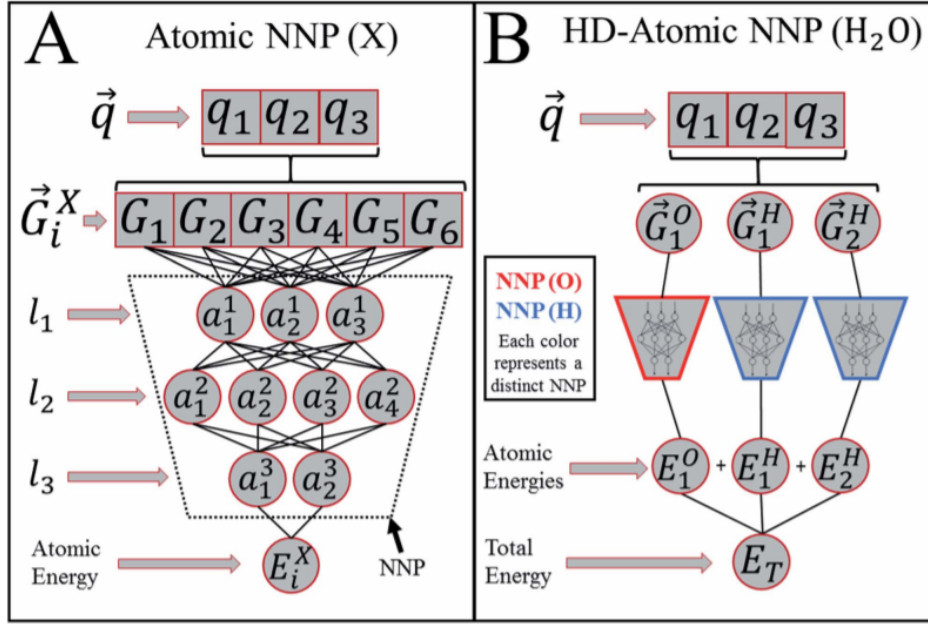 A Atomic NNP (X)
q⃗ q₁ q₂ q₃
G⃗ᵢˣ G₁ G₂ G₃ G₄ G₅ G₆
l₁ a₁¹ a₂¹ a₃¹
l₂ a₁² a₂² a₃² a₄²
l₃ a₁³ a₂³
Atomic
Energy
Eᵢˣ
NNP
B HD-Atomic NNP (H₂O)
q⃗ q₁ q₂ q₃
G⃗₁ᴼ G⃗₁ᴴ G⃗₂ᴴ
NNP (O)
NNP (H)
Each color
represents a
distinct NNP
Atomic
Energies
E₁ᴼ + E₁ᴴ + E₂ᴴ
Total
Energy
E_T